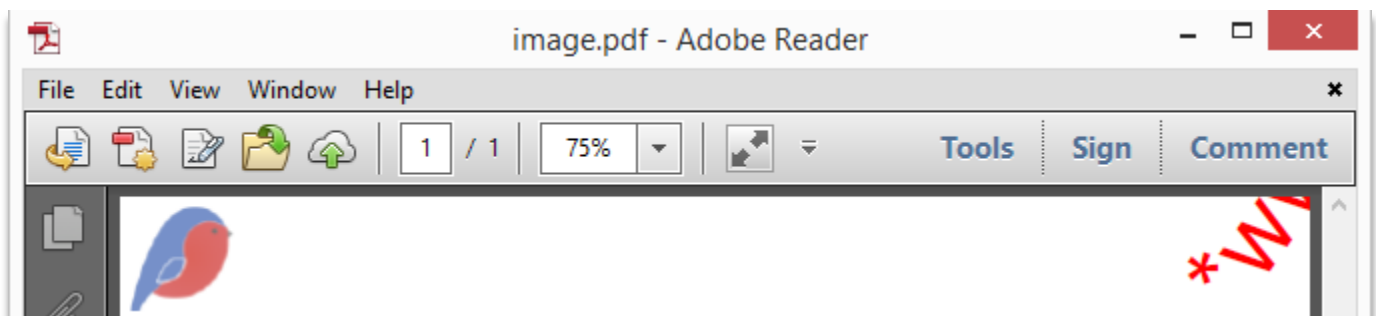 image.pdf - Adobe Reader
File Edit View Window Help
1 / 1 75% Tools Sign Comment